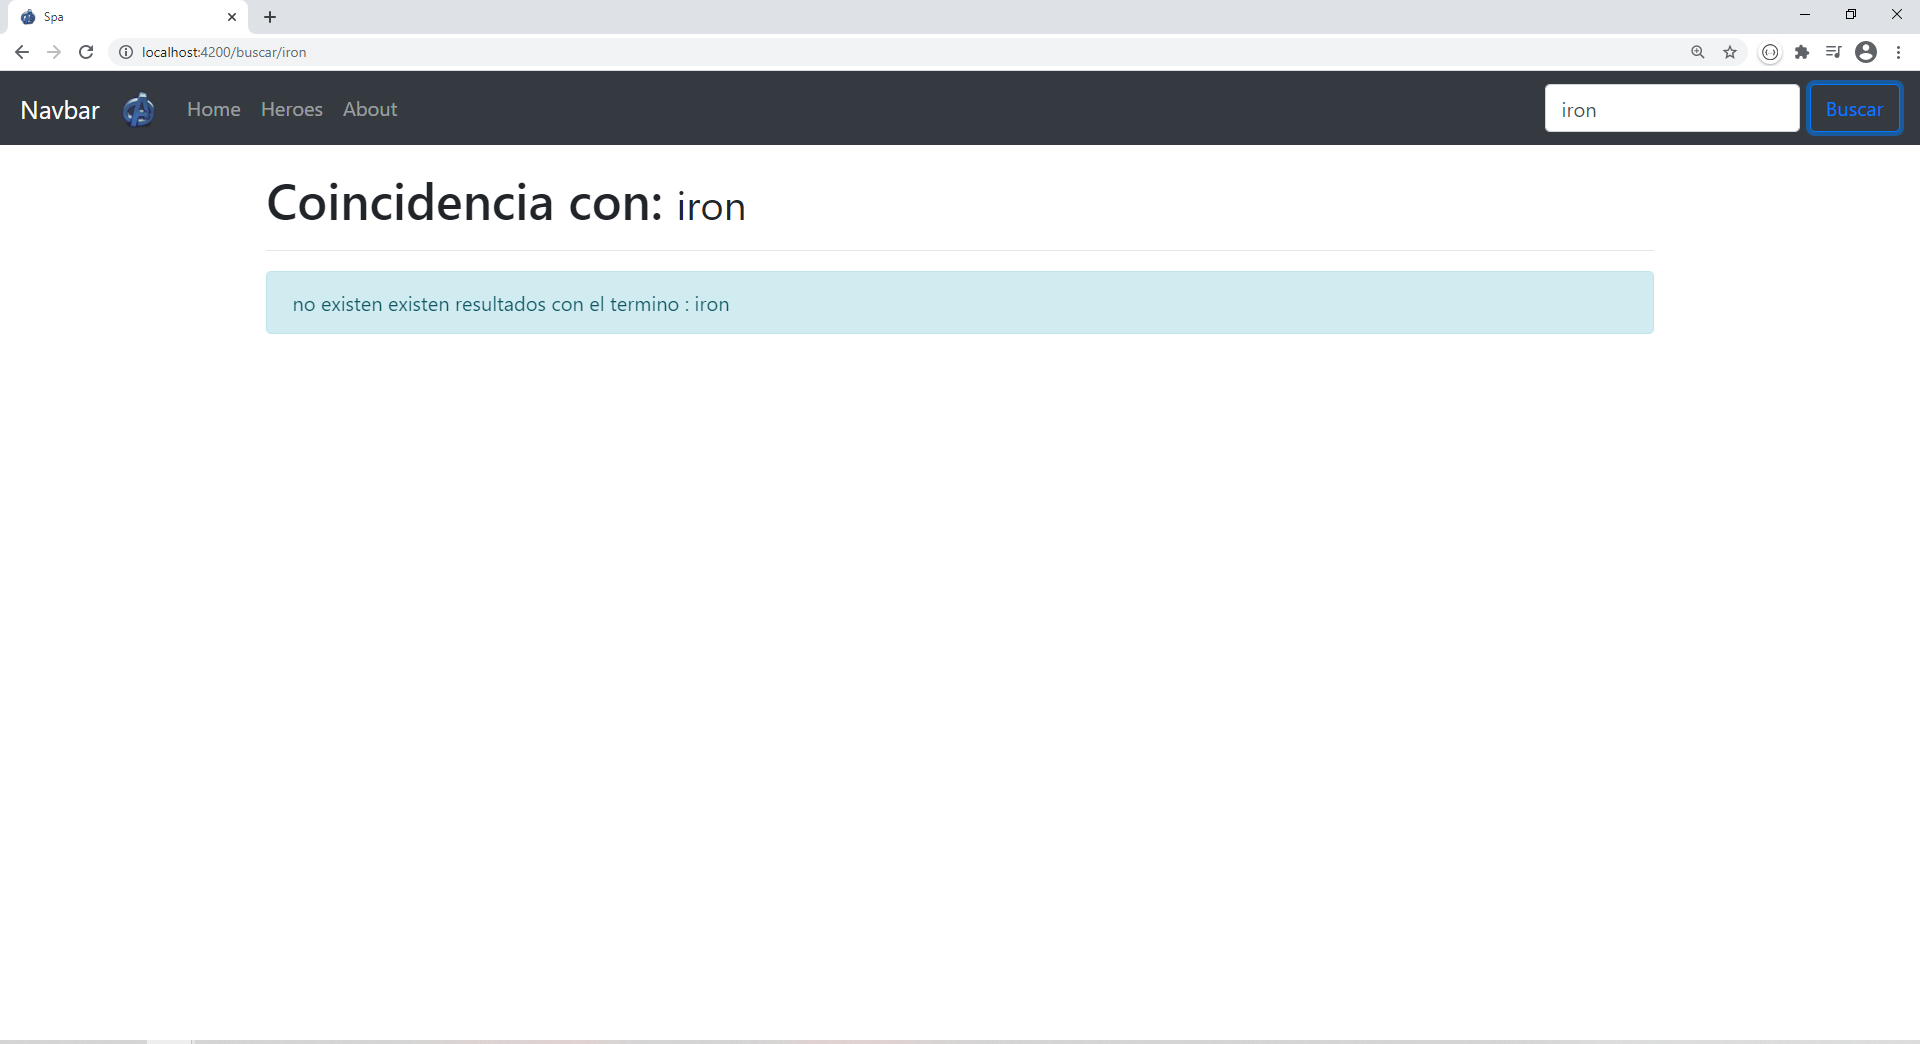 Spa
localhost:4200/buscar/iron
Navbar Home Heroes About iron Buscar
Coincidencia con: iron
no existen existen resultados con el termino : iron